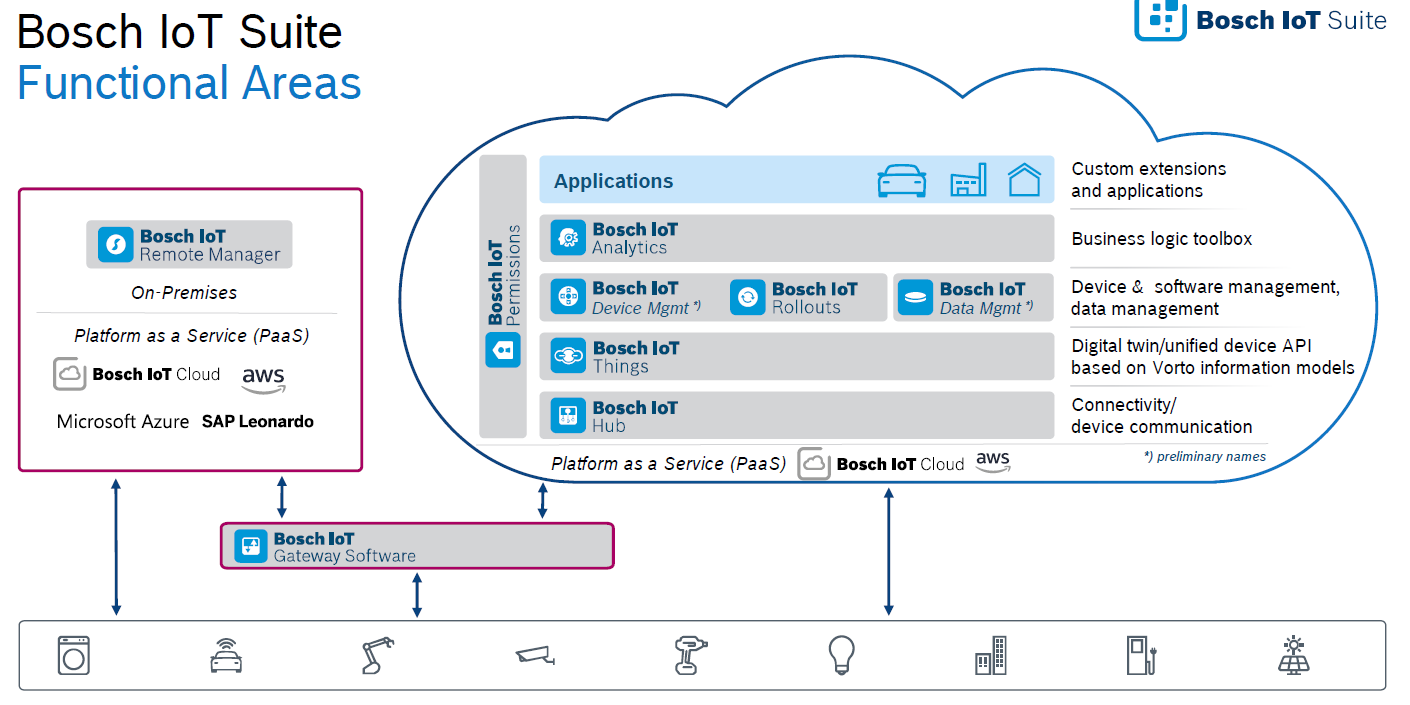 Bosch IoT Suite
Functional Areas
Bosch IoT Suite
Bosch IoT
Remote Manager
On-Premises
Platform as a Service (PaaS)
Bosch IoT Cloud
aws
Microsoft Azure
SAP Leonardo
Bosch IoT
Permissions
Applications
Custom extensions
and applications
Bosch IoT
Analytics
Business logic toolbox
Bosch IoT
Device Mgmt *)
Bosch IoT
Rollouts
Bosch IoT
Data Mgmt *)
Device & software management,
data management
Bosch IoT
Things
Digital twin/unified device API
based on Vorto information models
Bosch IoT
Hub
Connectivity/
device communication
Platform as a Service (PaaS)
Bosch IoT Cloud
aws
*) preliminary names
Bosch IoT
Gateway Software